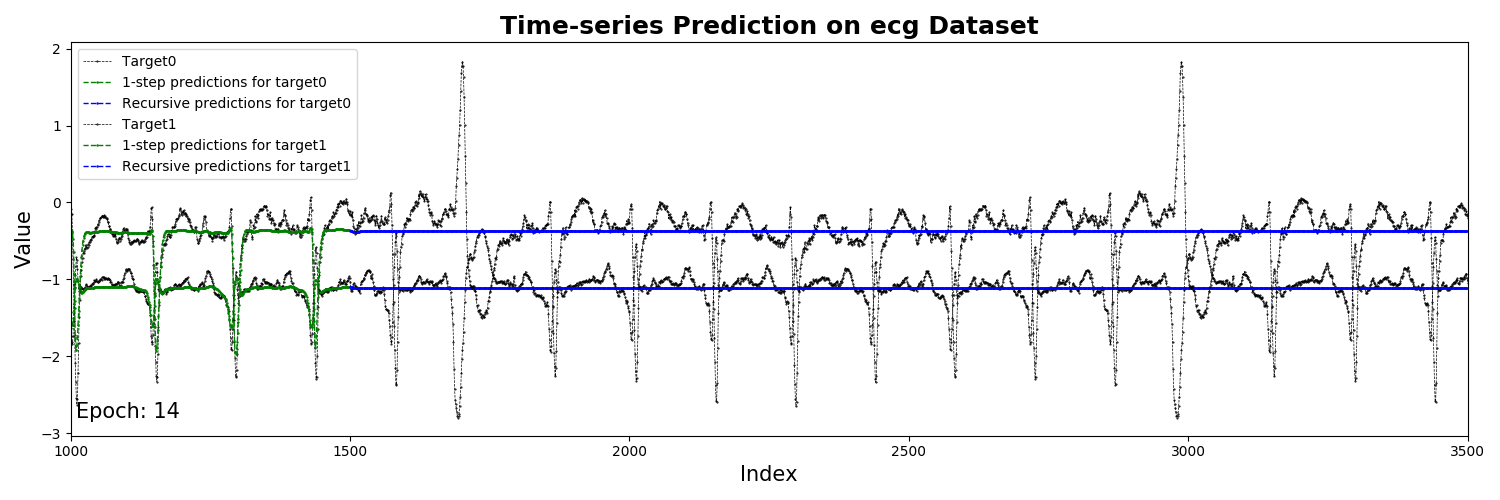 Time-series Prediction on ecg Dataset
2
1
0
−1
−2
−3
Value
Target0
1-step predictions for target0
Recursive predictions for target0
Target1
1-step predictions for target1
Recursive predictions for target1
Epoch: 14
1000 1500 2000 2500 3000 3500
Index